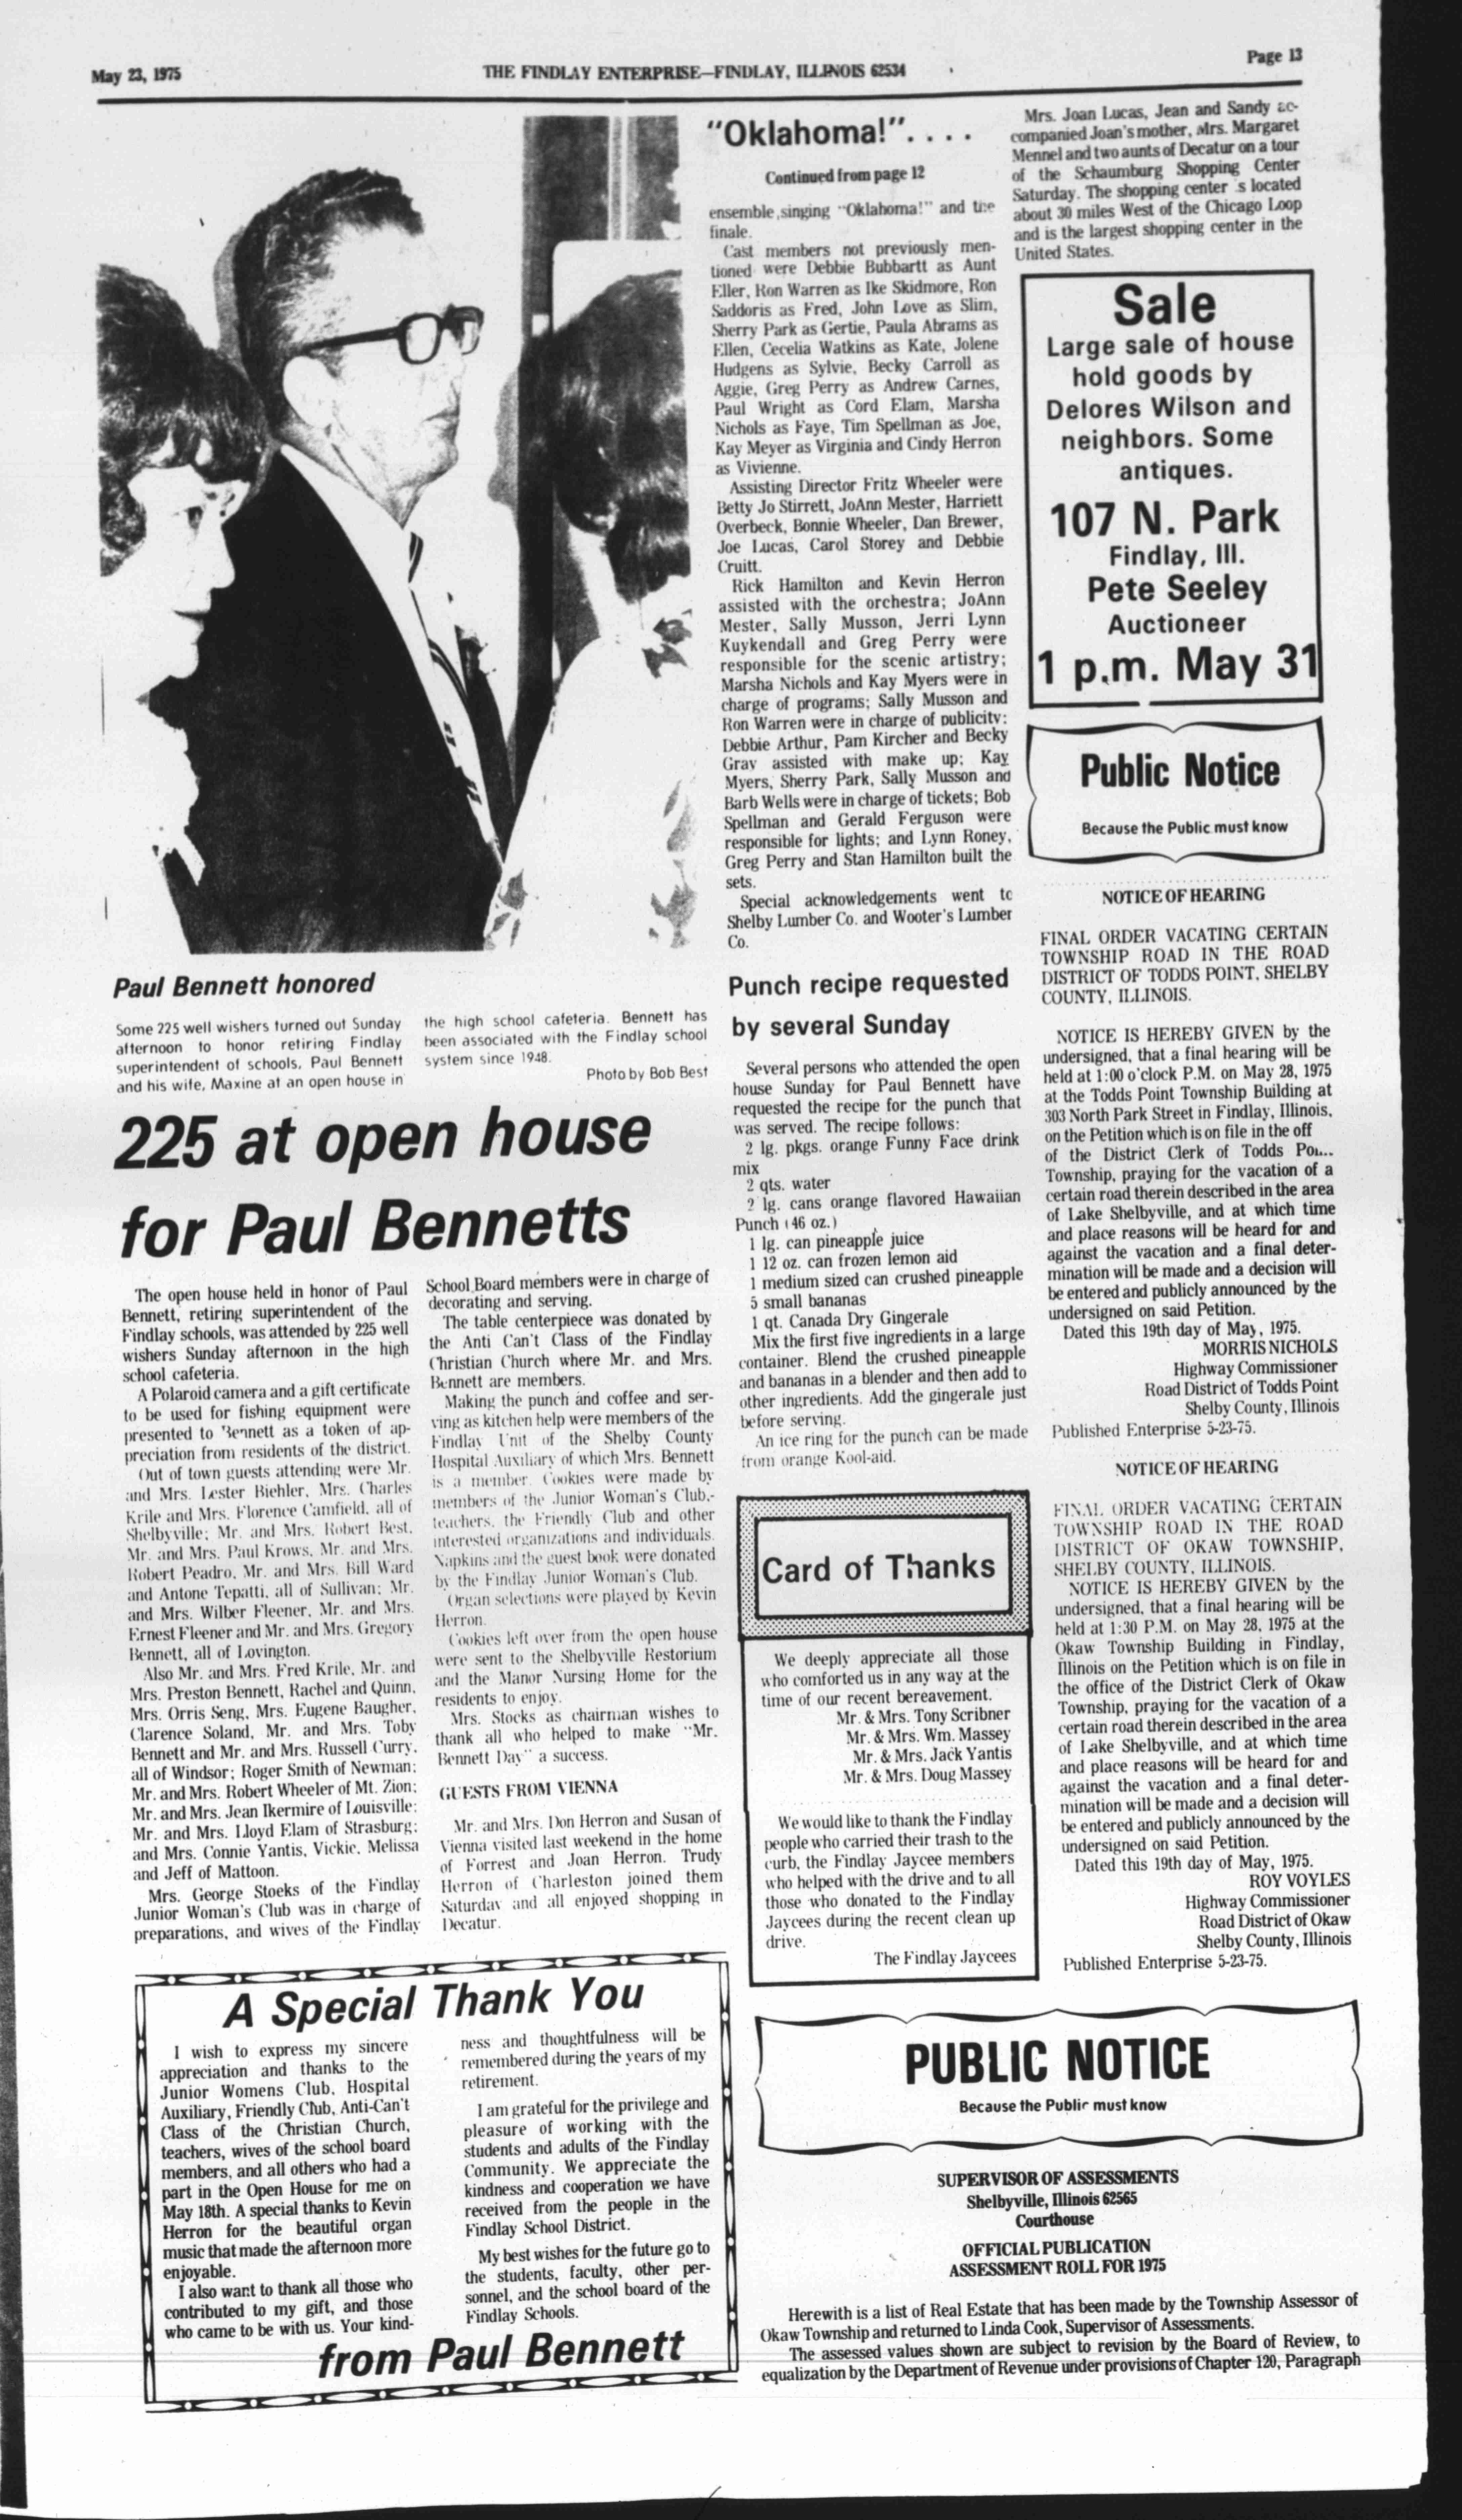 May 23, 1975
THE FINDLAY ENTERPRISE—FINDLAY, ILLINOIS 62534
Page 13
Paul Bennett honored
Some 225 well wishers turned out Sunday
afternoon to honor retiring Findlay
superintendent of schools, Paul Bennett
and his wife, Maxine at an open house in
the high school cafeteria. Bennett has
been associated with the Findlay school
system since 1948.
Photo by Bob Best
225 at open house
for Paul Bennetts
The open house held in honor of Paul
Bennett, retiring superintendent of the
Findlay schools, was attended by 225 well
wishers Sunday afternoon in the high
school cafeteria.
A Polaroid camera and a gift certificate
to be used for fishing equipment were
presented to Bennett as a token of ap-
preciation from residents of the district.
Out of town guests attending were Mr.
and Mrs. Lester Biehler, Mrs. Charles
Krile and Mrs. Florence Camfield, all of
Shelbyville; Mr. and Mrs. Robert Best,
Mr. and Mrs. Paul Krows, Mr. and Mrs.
Robert Peadro, Mr. and Mrs. Bill Ward
and Antone Tepatti, all of Sullivan; Mr.
and Mrs. Wilber Fleener, Mr. and Mrs.
Ernest Fleener and Mr. and Mrs. Gregory
Bennett, all of Lovington.
Also Mr. and Mrs. Fred Krile, Mr. and
Mrs. Preston Bennett, Rachel and Quinn,
Mrs. Orris Seng, Mrs. Eugene Baugher,
Clarence Soland, Mr. and Mrs. Toby
Bennett and Mr. and Mrs. Russell Curry,
all of Windsor; Roger Smith of Newman;
Mr. and Mrs. Robert Wheeler of Mt. Zion;
Mr. and Mrs. Jean Ikermire of Louisville;
Mr. and Mrs. Lloyd Elam of Strasburg;
and Mrs. Connie Yantis, Vickie, Melissa
and Jeff of Mattoon.
Mrs. George Stocks of the Findlay
Junior Woman's Club was in charge of
preparations, and wives of the Findlay
School Board members were in charge of
decorating and serving.
The table centerpiece was donated by
the Anti Can't Class of the Findlay
Christian Church where Mr. and Mrs.
Bennett are members.
Making the punch and coffee and ser-
ving as kitchen help were members of the
Findlay Unit of the Shelby County
Hospital Auxiliary of which Mrs. Bennett
is a member. Cookies were made by
members of the Junior Woman's Club,
teachers, the Friendly Club and other
interested organizations and individuals.
Napkins and the guest book were donated
by the Findlay Junior Woman's Club.
Organ selections were played by Kevin
Herron.
Cookies left over from the open house
were sent to the Shelbyville Restorium
and the Manor Nursing Home for the
residents to enjoy.
Mrs. Stocks as chairman wishes to
thank all who helped to make "Mr.
Bennett Day" a success.
GUESTS FROM VIENNA
Mr. and Mrs. Don Herron and Susan of
Vienna visited last weekend in the home
of Forrest and Joan Herron. Trudy
Herron of Charleston joined them
Saturday and all enjoyed shopping in
Decatur.
A Special Thank You
I wish to express my sincere
appreciation and thanks to the
Junior Womens Club, Hospital
Auxiliary, Friendly Club, Anti-Can't
Class of the Christian Church,
teachers, wives of the school board
members, and all others who had a
part in the Open House for me on
May 18th. A special thanks to Kevin
Herron for the beautiful organ
music that made the afternoon more
enjoyable.
I also want to thank all those who
contributed to my gift, and those
who came to be with us. Your kind-
ness and thoughtfulness will be
remembered during the years of my
retirement.
I am grateful for the privilege and
pleasure of working with the
students and adults of the Findlay
Community. We appreciate the
kindness and cooperation we have
received from the people in the
Findlay School District.
My best wishes for the future go to
the students, faculty, other per-
sonnel, and the school board of the
Findlay Schools.
from Paul Bennett
"Oklahoma!"....
Continued from page 12
ensemble, singing "Oklahoma!" and the
finale.
Cast members not previously men-
tioned were Debbie Bubbartt as Aunt
Eller, Ron Warren as Ike Skidmore, Ron
Saddoris as Fred, John Love as Slim,
Sherry Park as Gertie, Paula Abrams as
Ellen, Cecelia Watkins as Kate, Jolene
Hudgens as Sylvie, Becky Carroll as
Aggie, Greg Perry as Andrew Carnes,
Paul Wright as Cord Elam, Marsha
Nichols as Faye, Tim Spellman as Joe,
Kay Meyer as Virginia and Cindy Herron
as Vivienne.
Assisting Director Fritz Wheeler were
Betty Jo Stirrett, JoAnn Mester, Harriett
Overbeck, Bonnie Wheeler, Dan Brewer,
Joe Lucas, Carol Storey and Debbie
Cruitt.
Rick Hamilton and Kevin Herron
assisted with the orchestra; JoAnn
Mester, Sally Musson, Jerri Lynn
Kuykendall and Greg Perry were
responsible for the scenic artistry;
Marsha Nichols and Kay Myers were in
charge of programs; Sally Musson and
Ron Warren were in charge of publicity;
Debbie Arthur, Pam Kircher and Becky
Gray assisted with make up; Kay
Myers, Sherry Park, Sally Musson and
Barb Wells were in charge of tickets; Bob
Spellman and Gerald Ferguson were
responsible for lights; and Lynn Roney,
Greg Perry and Stan Hamilton built the
sets.
Special acknowledgements went to
Shelby Lumber Co. and Wooter's Lumber
Co.
Punch recipe requested
by several Sunday
Several persons who attended the open
house Sunday for Paul Bennett have
requested the recipe for the punch that
was served. The recipe follows:
2 lg. pkgs. orange Funny Face drink
mix
2 qts. water
2 lg. cans orange flavored Hawaiian
Punch (46 oz.)
1 lg. can pineapple juice
1 12 oz. can frozen lemon aid
1 medium sized can crushed pineapple
5 small bananas
1 qt. Canada Dry Gingerale
Mix the first five ingredients in a large
container. Blend the crushed pineapple
and bananas in a blender and then add to
other ingredients. Add the gingerale just
before serving.
An ice ring for the punch can be made
from orange Kool-aid.
Card of Thanks
We deeply appreciate all those
who comforted us in any way at the
time of our recent bereavement.
Mr. & Mrs. Tony Scribner
Mr. & Mrs. Wm. Massey
Mr. & Mrs. Jack Yantis
Mr. & Mrs. Doug Massey
We would like to thank the Findlay
people who carried their trash to the
curb, the Findlay Jaycee members
who helped with the drive and to all
those who donated to the Findlay
Jaycees during the recent clean up
drive.
The Findlay Jaycees
Mrs. Joan Lucas, Jean and Sandy ac-
companied Joan's mother, Mrs. Margaret
Mennel and two aunts of Decatur on a tour
of the Schaumburg Shopping Center
Saturday. The shopping center s located
about 30 miles West of the Chicago Loop
and is the largest shopping center in the
United States.
Sale
Large sale of house
hold goods by
Delores Wilson and
neighbors. Some
antiques.
107 N. Park
Findlay, Ill.
Pete Seeley
Auctioneer
1 p.m. May 31
Public Notice
Because the Public must know
NOTICE OF HEARING
FINAL ORDER VACATING CERTAIN
TOWNSHIP ROAD IN THE ROAD
DISTRICT OF TODDS POINT, SHELBY
COUNTY, ILLINOIS.
NOTICE IS HEREBY GIVEN by the
undersigned, that a final hearing will be
held at 1:00 o'clock P.M. on May 28, 1975
at the Todds Point Township Building at
303 North Park Street in Findlay, Illinois,
on the Petition which is on file in the off
of the District Clerk of Todds
Township, praying for the vacation of a
certain road therein described in the area
of Lake Shelbyville, and at which time
and place reasons will be heard for and
against the vacation and a final deter-
mination will be made and a decision will
be entered and publicly announced by the
undersigned on said Petition.
Dated this 19th day of May, 1975.
MORRIS NICHOLS
Highway Commissioner
Road District of Todds Point
Shelby County, Illinois
Published Enterprise 5-23-75.
NOTICE OF HEARING
FINAL ORDER VACATING CERTAIN
TOWNSHIP ROAD IN THE ROAD
DISTRICT OF OKAW TOWNSHIP,
SHELBY COUNTY, ILLINOIS.
NOTICE IS HEREBY GIVEN by the
undersigned, that a final hearing will be
held at 1:30 P.M. on May 28, 1975 at the
Okaw Township Building in Findlay,
Illinois on the Petition which is on file in
the office of the District Clerk of Okaw
Township, praying for the vacation of a
certain road therein described in the area
of Lake Shelbyville, and at which time
and place reasons will be heard for and
against the vacation and a final deter-
mination will be made and a decision will
be entered and publicly announced by the
undersigned on said Petition.
Dated this 19th day of May, 1975.
ROY VOYLES
Highway Commissioner
Road District of Okaw
Shelby County, Illinois
Published Enterprise 5-23-75.
PUBLIC NOTICE
Because the Public must know
SUPERVISOR OF ASSESSMENTS
Shelbyville, Illinois 62565
Courthouse
OFFICIAL PUBLICATION
ASSESSMENT ROLL FOR 1975
Herewith is a list of Real Estate that has been made by the Township Assessor of
Okaw Township and returned to Linda Cook, Supervisor of Assessments.
The assessed values shown are subject to revision by the Board of Review, to
equalization by the Department of Revenue under provisions of Chapter 120, Paragraph